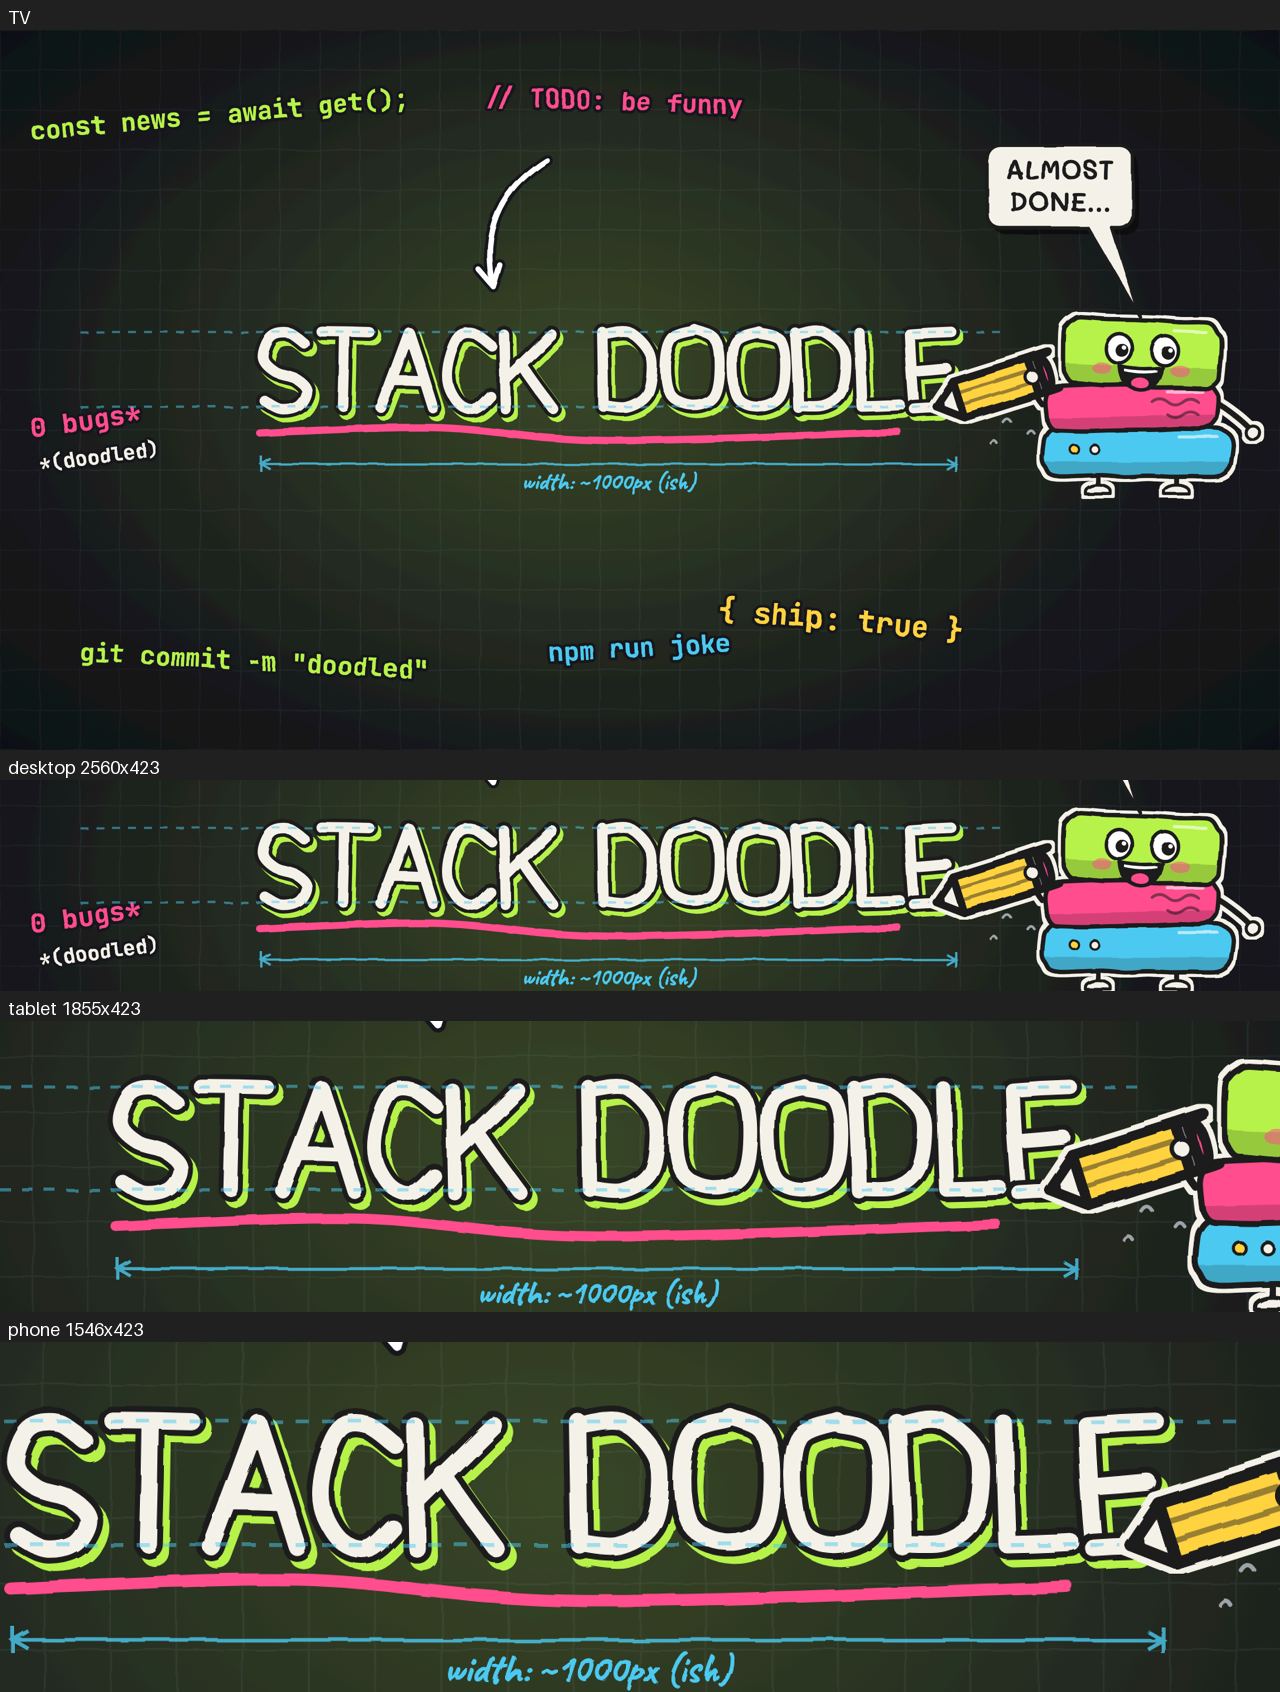 TV
const news = await get();
// TODO: be funny
ALMOST
DONE...
STACK DOODLE
0 bugs*
*(doodled)
width: ~1000px (ish)
{ ship: true }
git commit -m "doodled"
npm run joke
desktop 2560x423
STACK DOODLE
0 bugs*
*(doodled)
width: ~1000px (ish)
tablet 1855x423
STACK DOODLE
width: ~1000px (ish)
phone 1546x423
STACK DOODLE
width: ~1000px (ish)